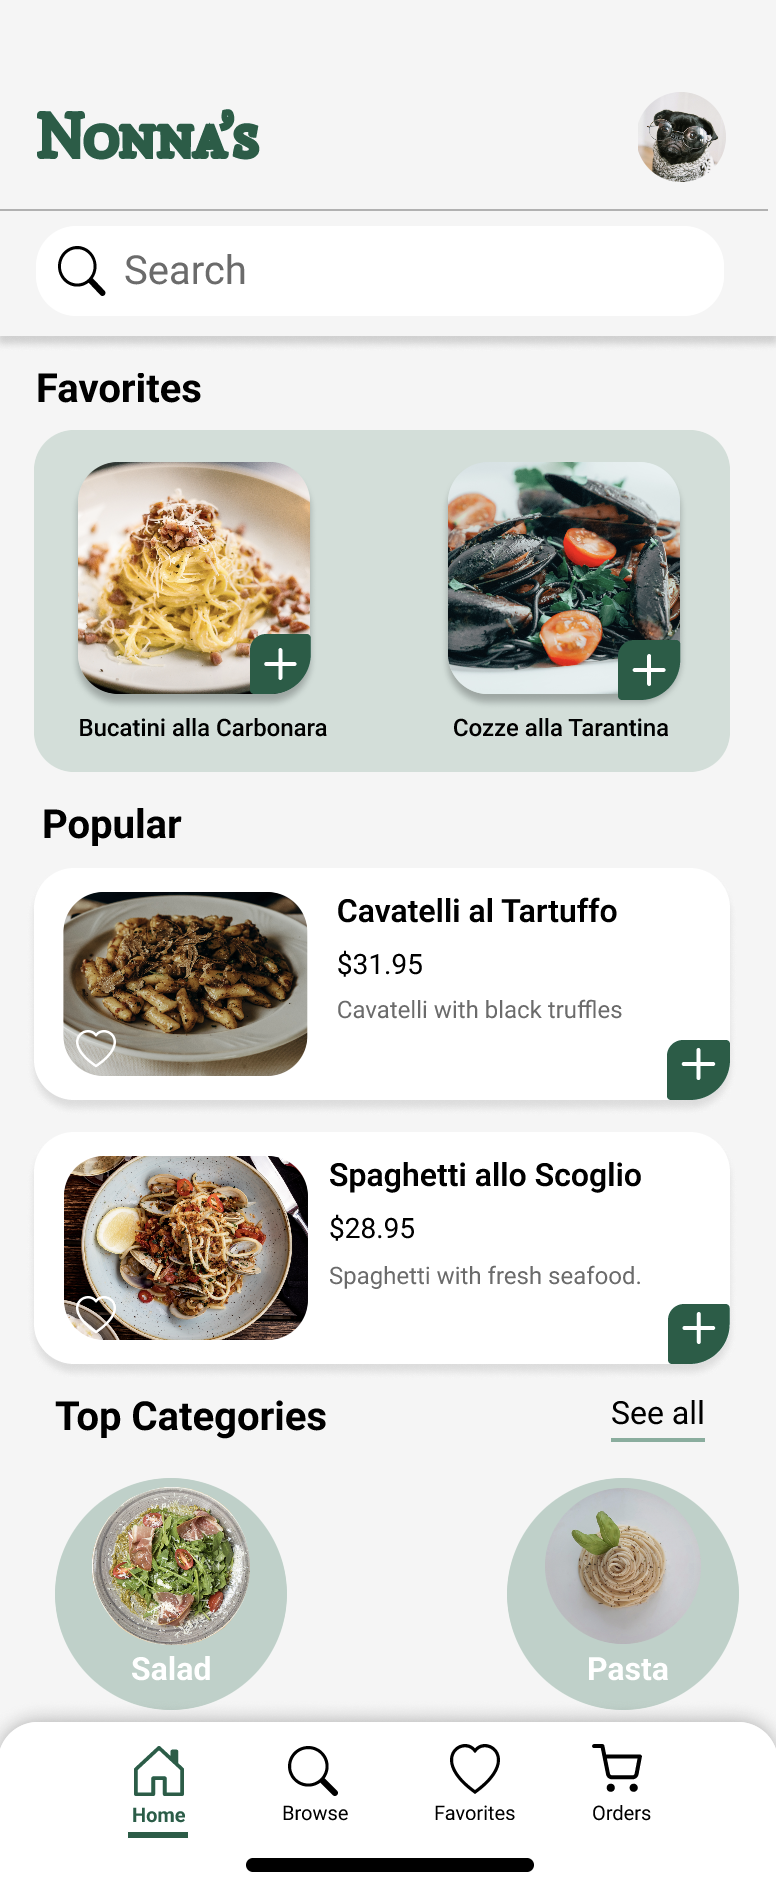 Nonna's
Search
Favorites
Bucatini alla Carbonara
Cozze alla Tarantina
Popular
Cavatelli al Tartuffo
$31.95
Cavatelli with black truffles
Spaghetti allo Scoglio
$28.95
Spaghetti with fresh seafood.
Top Categories
See all
Salad
Pasta
Home
Browse
Favorites
Orders